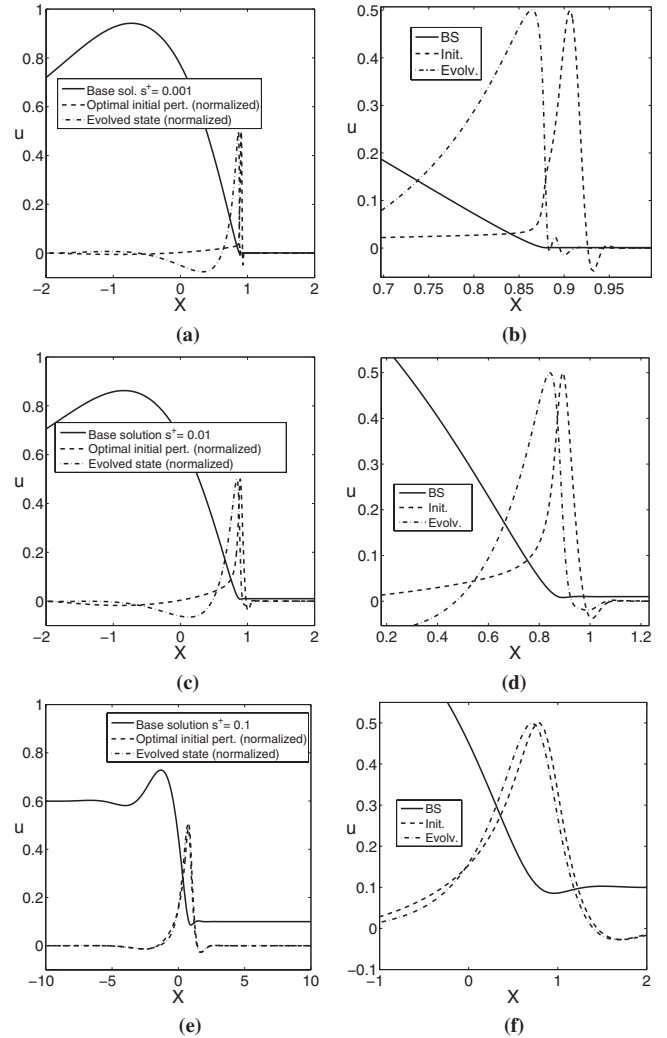 1
0.8
0.6
u
0.4
0.2
0
−2 −1 0 1 2
X
Base sol. s⁺= 0.001
Optimal initial pert. (normalized)
Evolved state (normalized)
(a)
0.5
0.4
0.3
u
0.2
0.1
0
0.7 0.75 0.8 0.85 0.9 0.95
X
BS
Init.
Evolv.
(b)
1
0.8
0.6
u
0.4
0.2
0
−2 −1 0 1 2
X
Base solution s⁺= 0.01
Optimal initial pert. (normalized)
Evolved state (normalized)
(c)
0.5
0.4
0.3
u
0.2
0.1
0
0.2 0.4 0.6 0.8 1.0 1.2
X
BS
Init.
Evolv.
(d)
1
0.8
0.6
u
0.4
0.2
0
−10 −5 0 5 10
X
Base solution s⁺= 0.1
Optimal initial pert. (normalized)
Evolved state (normalized)
(e)
0.5
0.4
0.3
u
0.2
0.1
0
−0.1
−1 0 1 2
X
BS
Init.
Evolv.
(f)